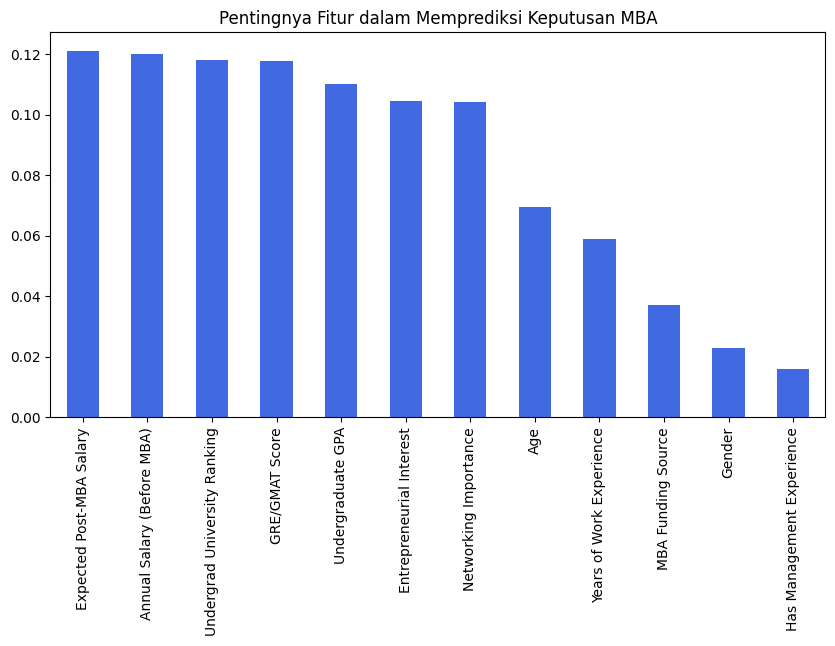 Pentingnya Fitur dalam Memprediksi Keputusan MBA
0.12
0.10
0.08
0.06
0.04
0.02
0.00
Expected Post-MBA Salary
Annual Salary (Before MBA)
Undergrad University Ranking
GRE/GMAT Score
Undergraduate GPA
Entrepreneurial Interest
Networking Importance
Age
Years of Work Experience
MBA Funding Source
Gender
Has Management Experience